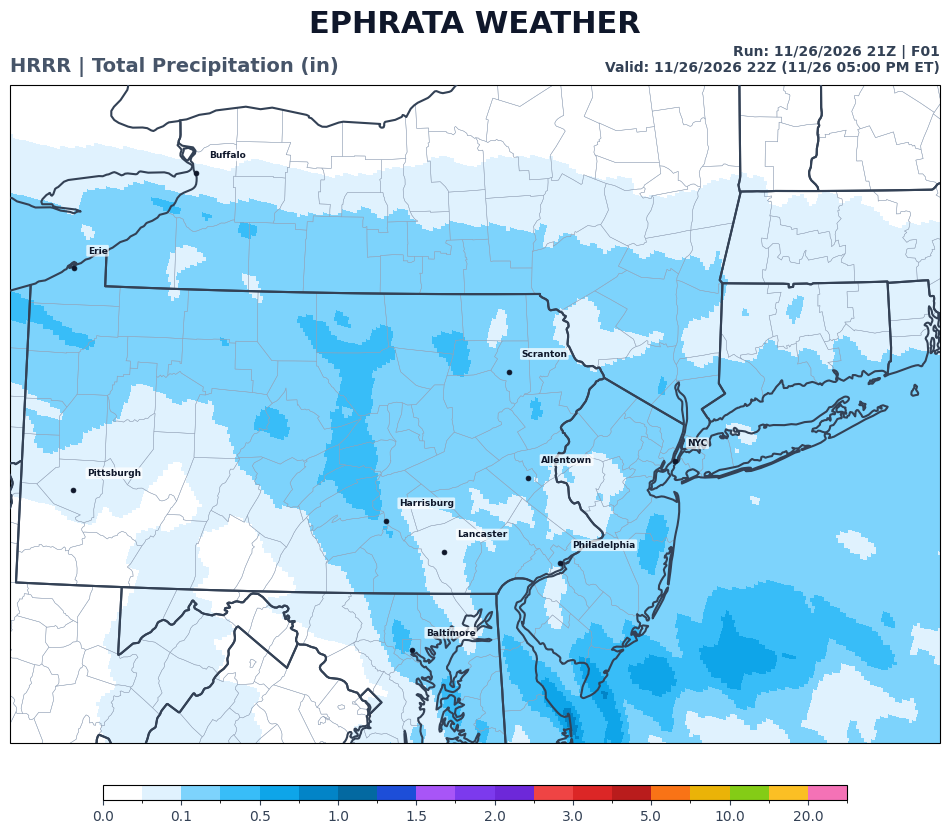 EPHRATA WEATHER
Run: 11/26/2026 21Z | F01
HRRR | Total Precipitation (in)
Valid: 11/26/2026 22Z (11/26 05:00 PM ET)
Buffalo
Erie
Scranton
NYC
Allentown
Pittsburgh
Harrisburg
Lancaster
Philadelphia
Baltimore
0.0 0.1 0.5 1.0 1.5 2.0 3.0 5.0 10.0 20.0